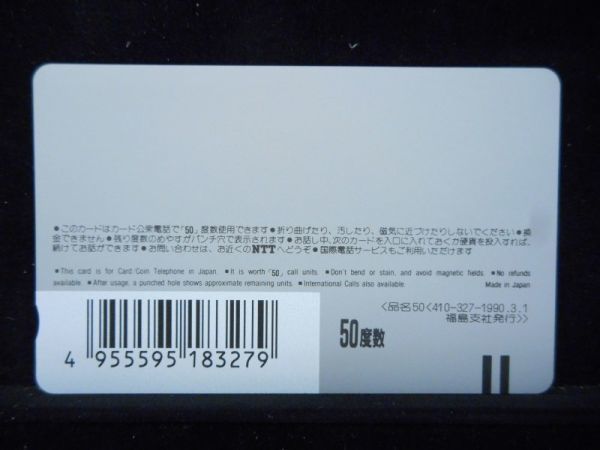 ●このカードはカード公衆電話で「50」度数使用できます●折り曲げたり、汚したり、磁気に近づけたりしないでください●換
金できません●残り度数のめやすがパンチ穴で表示されます●お話し中、次のカードを入口に入れておくか硬貨を投入すれば、
続けてお話ができます●お問い合わせは、お近くのNTTへどうぞ●国際電話サービスもご利用いただけます
●This card is for Card/Coin Telephone in Japan. ●It is worth「50」call units. ●Don't bend or stain, and avoid magnetic fields. ●No refunds
available. ●After usage, a punched hole shows approximate remaining units. ●International Calls also available. Made in Japan
〈品名50〈410-327-1990.3.1
福島支社発行〉〉
50度数
4 955595 183279